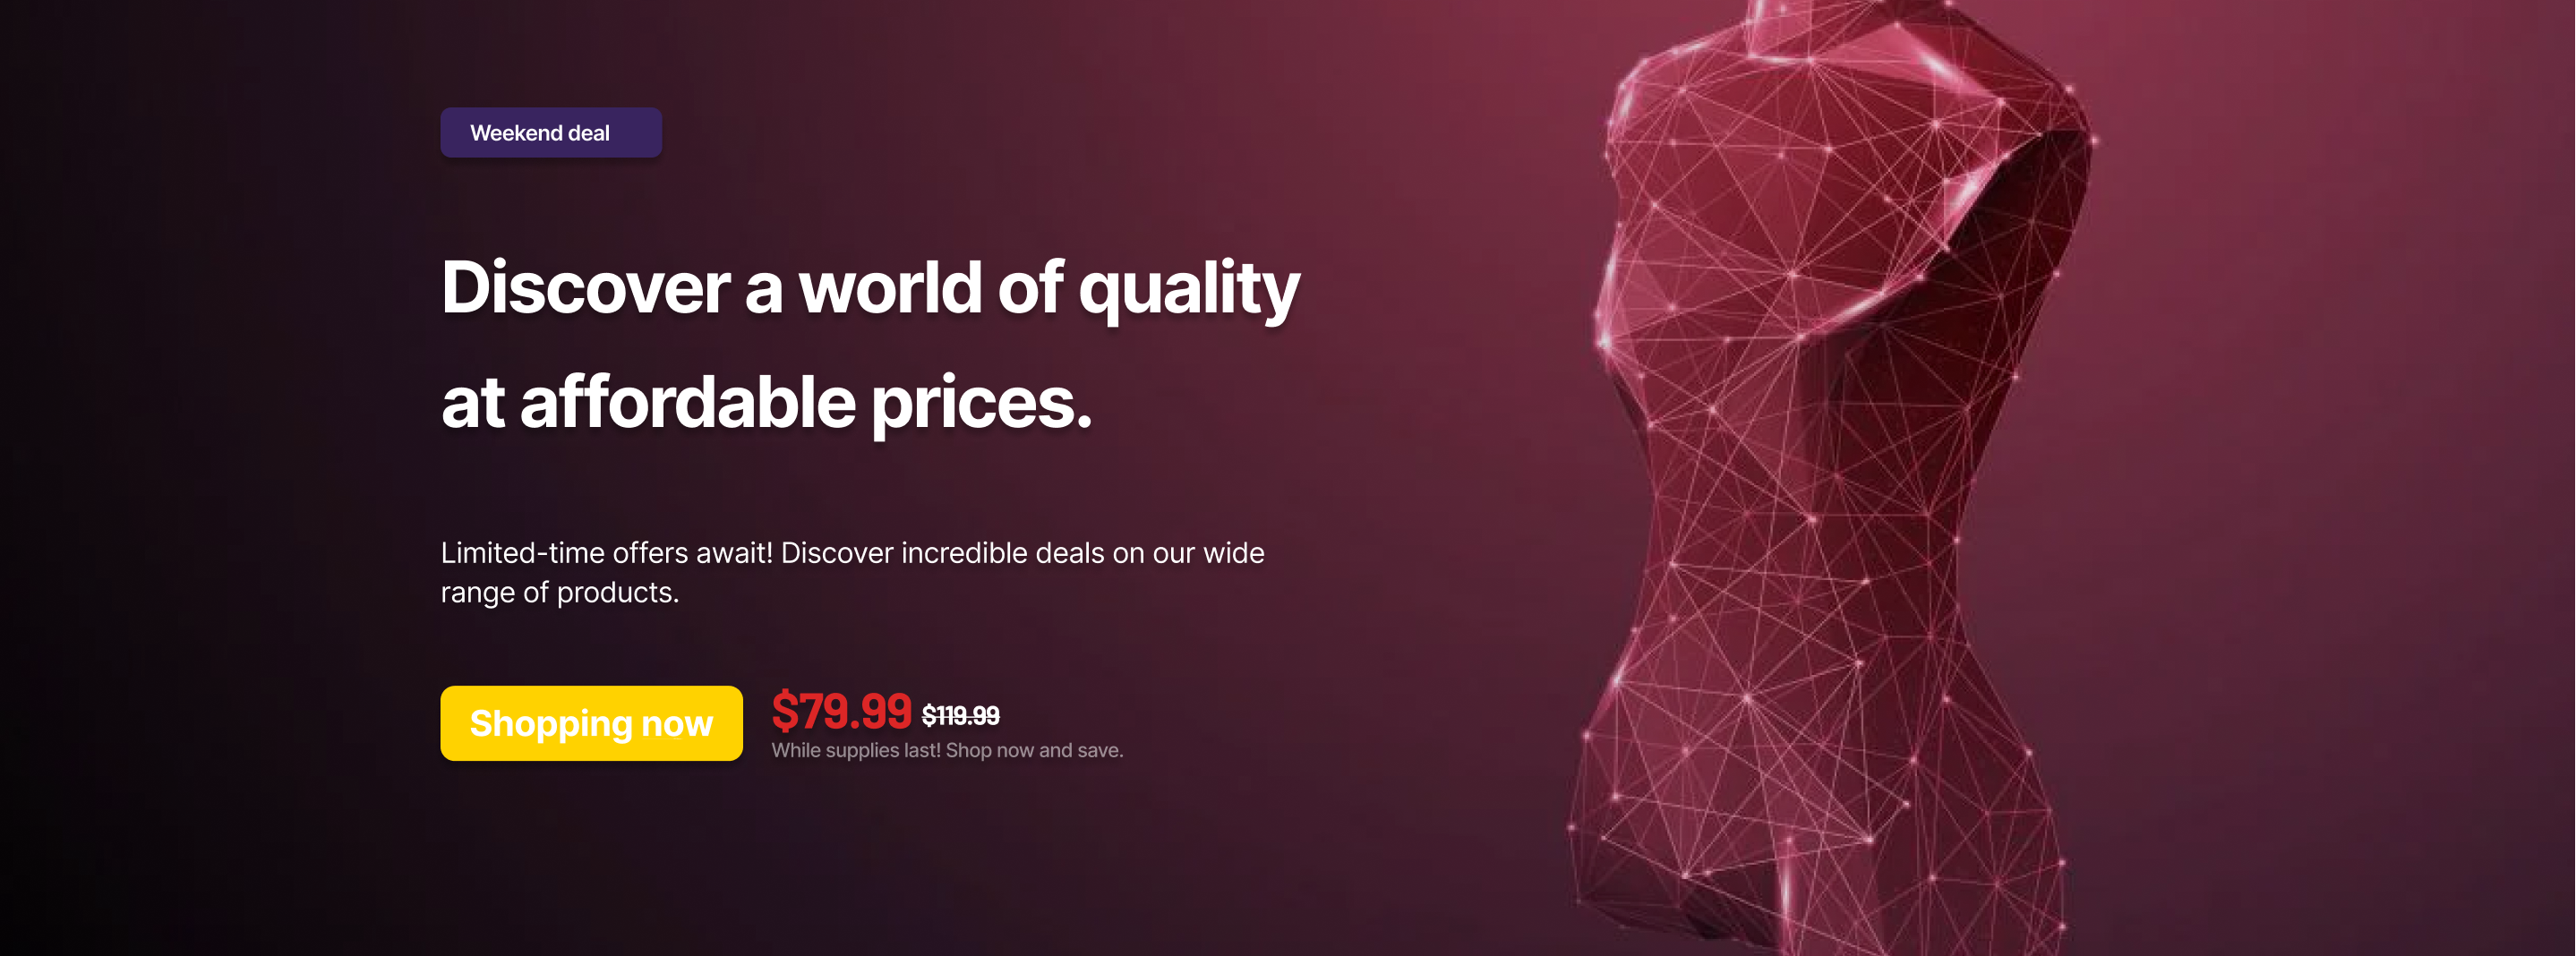 Weekend deal
Discover a world of quality
at affordable prices.
Limited-time offers await! Discover incredible deals on our wide
range of products.
Shopping now
$79.99 $119.99
While supplies last! Shop now and save.